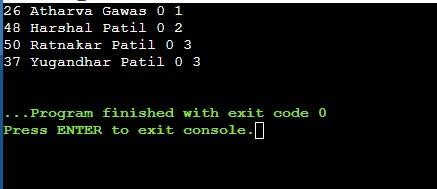 26 Atharva Gawas 0 1
48 Harshal Patil 0 2
50 Ratnakar Patil 0 3
37 Yugandhar Patil 0 3
...Program finished with exit code 0
Press ENTER to exit console.